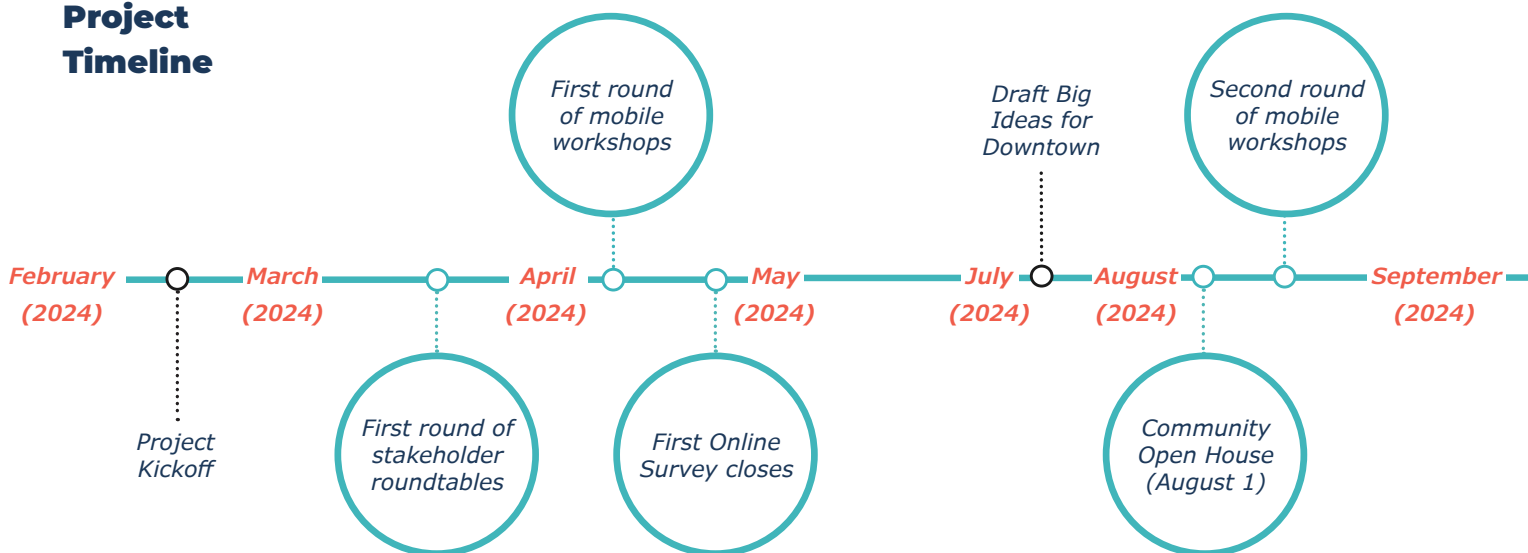 Project
Timeline
First round
of mobile
workshops
Draft Big
Ideas for
Downtown
Second round
of mobile
workshops
February
(2024)
March
(2024)
April
(2024)
May
(2024)
July
(2024)
August
(2024)
September
(2024)
Project
Kickoff
First round of
stakeholder
roundtables
First Online
Survey closes
Community
Open House
(August 1)